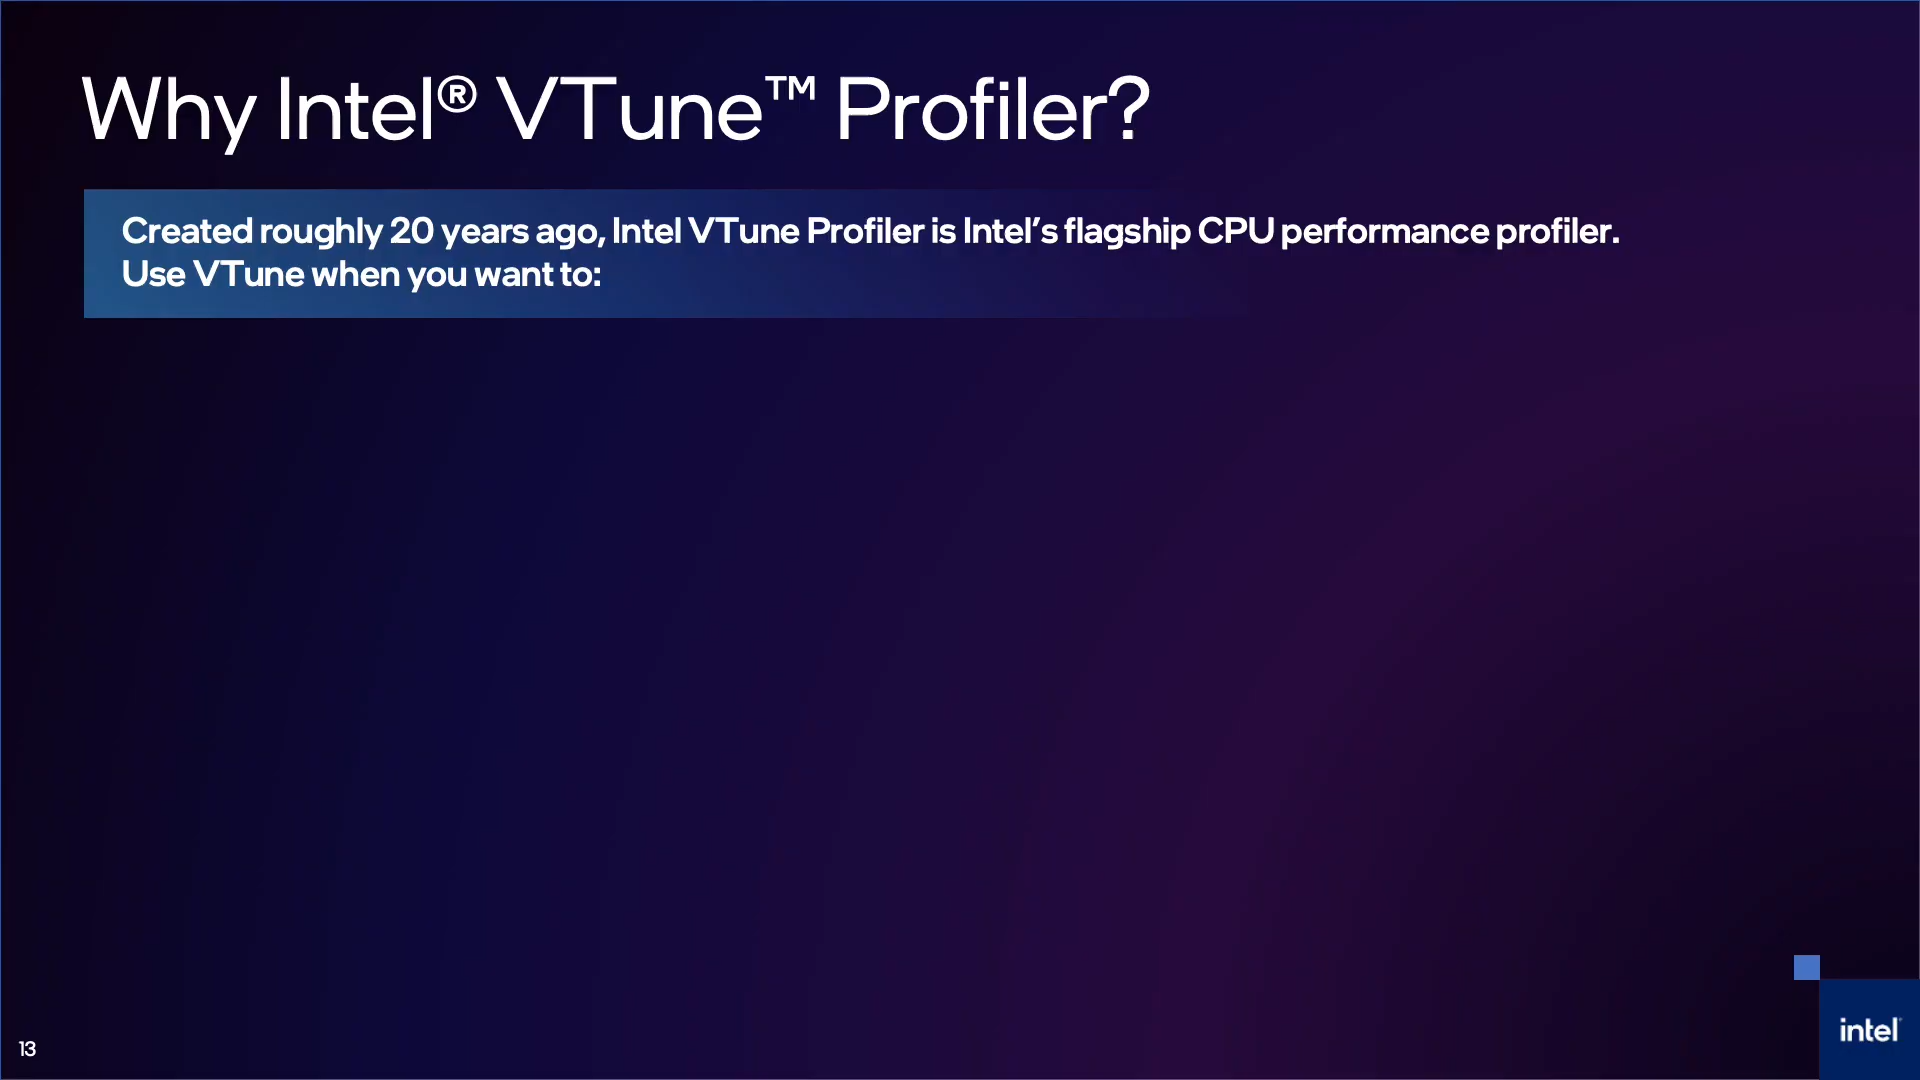 Why Intel® VTune™ Profiler?
Created roughly 20 years ago, Intel VTune Profiler is Intel’s flagship CPU performance profiler.
Use VTune when you want to:
13
intel